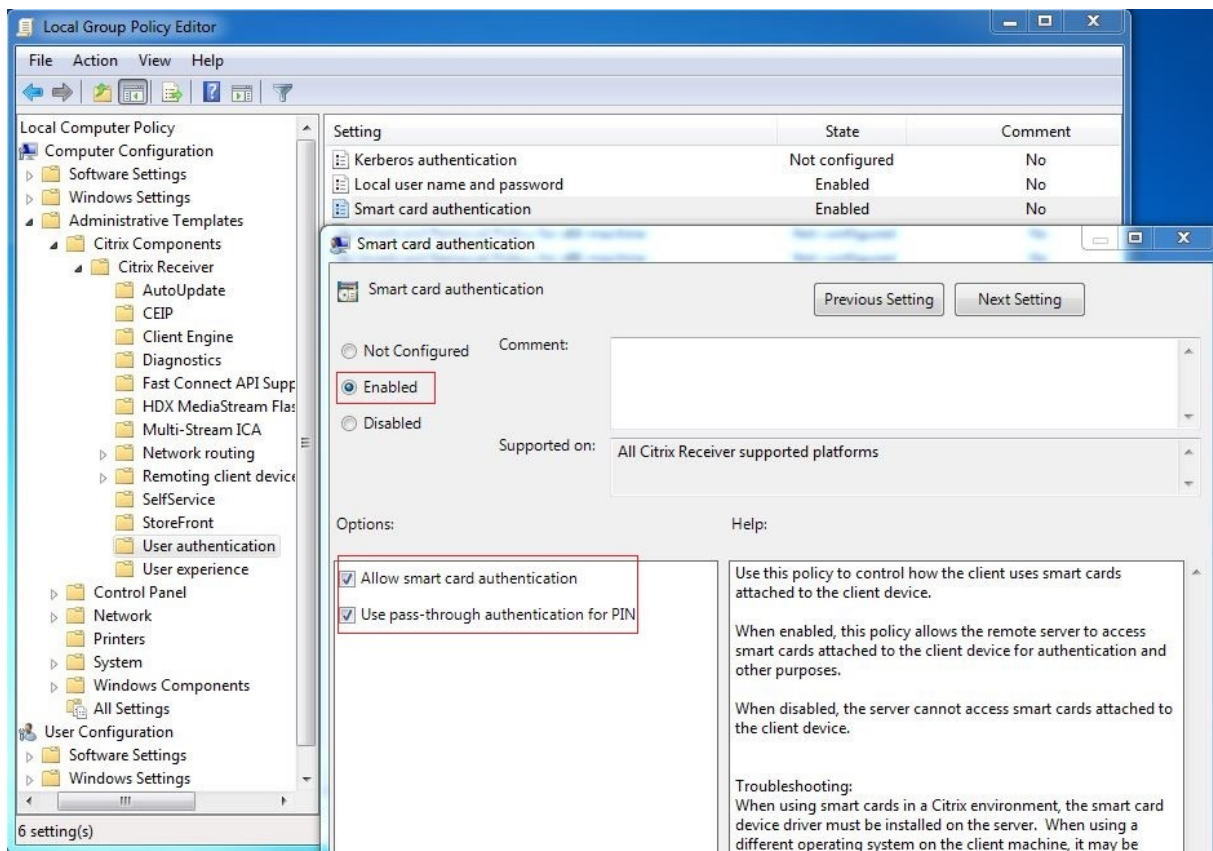 Local Group Policy Editor
File Action View Help
Local Computer Policy
Computer Configuration
Software Settings
Windows Settings
Administrative Templates
Citrix Components
Citrix Receiver
AutoUpdate
CEIP
Client Engine
Diagnostics
Fast Connect API Supp
HDX MediaStream Flas
Multi-Stream ICA
Network routing
Remoting client device
SelfService
StoreFront
User authentication
User experience
Control Panel
Network
Printers
System
Windows Components
All Settings
User Configuration
Software Settings
Windows Settings
6 setting(s)
Setting State Comment
Kerberos authentication Not configured No
Local user name and password Enabled No
Smart card authentication Enabled No
Smart card authentication
Smart card authentication
Previous Setting Next Setting
Not Configured
Enabled
Disabled
Comment:
Supported on: All Citrix Receiver supported platforms
Options:
Allow smart card authentication
Use pass-through authentication for PIN
Help:
Use this policy to control how the client uses smart cards
attached to the client device.
When enabled, this policy allows the remote server to access
smart cards attached to the client device for authentication and
other purposes.
When disabled, the server cannot access smart cards attached to
the client device.
Troubleshooting:
When using smart cards in a Citrix environment, the smart card
device driver must be installed on the server. When using a
different operating system on the client machine, it may be